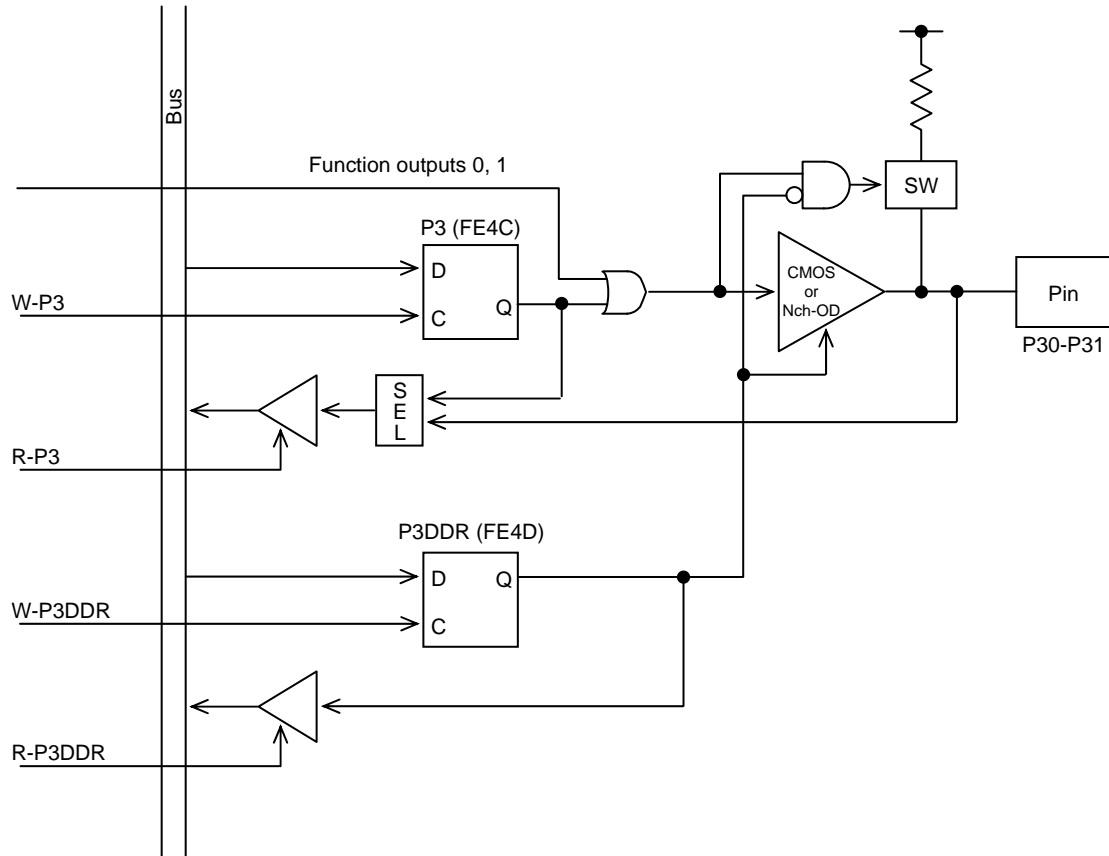 Bus
Function outputs 0, 1
SW
P3 (FE4C)
D
CMOS
or
Nch-OD
Pin
W-P3
Q
C
P30-P31
S
E
L
R-P3
P3DDR (FE4D)
D
Q
W-P3DDR
C
R-P3DDR